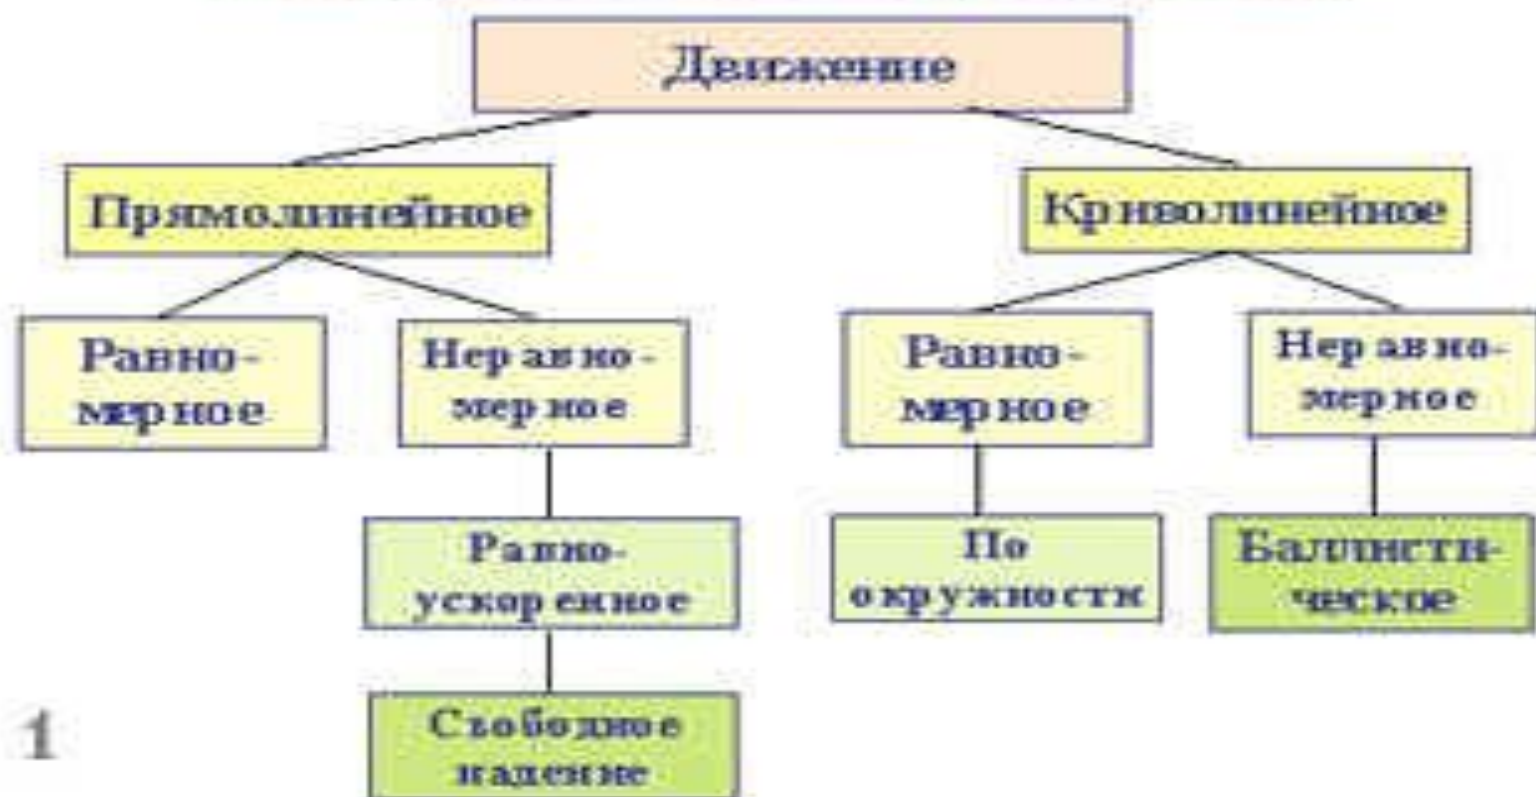 Движение
Прямолинейное
Криволинейное
Равно-
мерное
Неравно-
мерное
Равно-
мерное
Неравно-
мерное
Равно-
ускоренное
По
окружности
Баллисти-
ческое
Свободное
падение
1